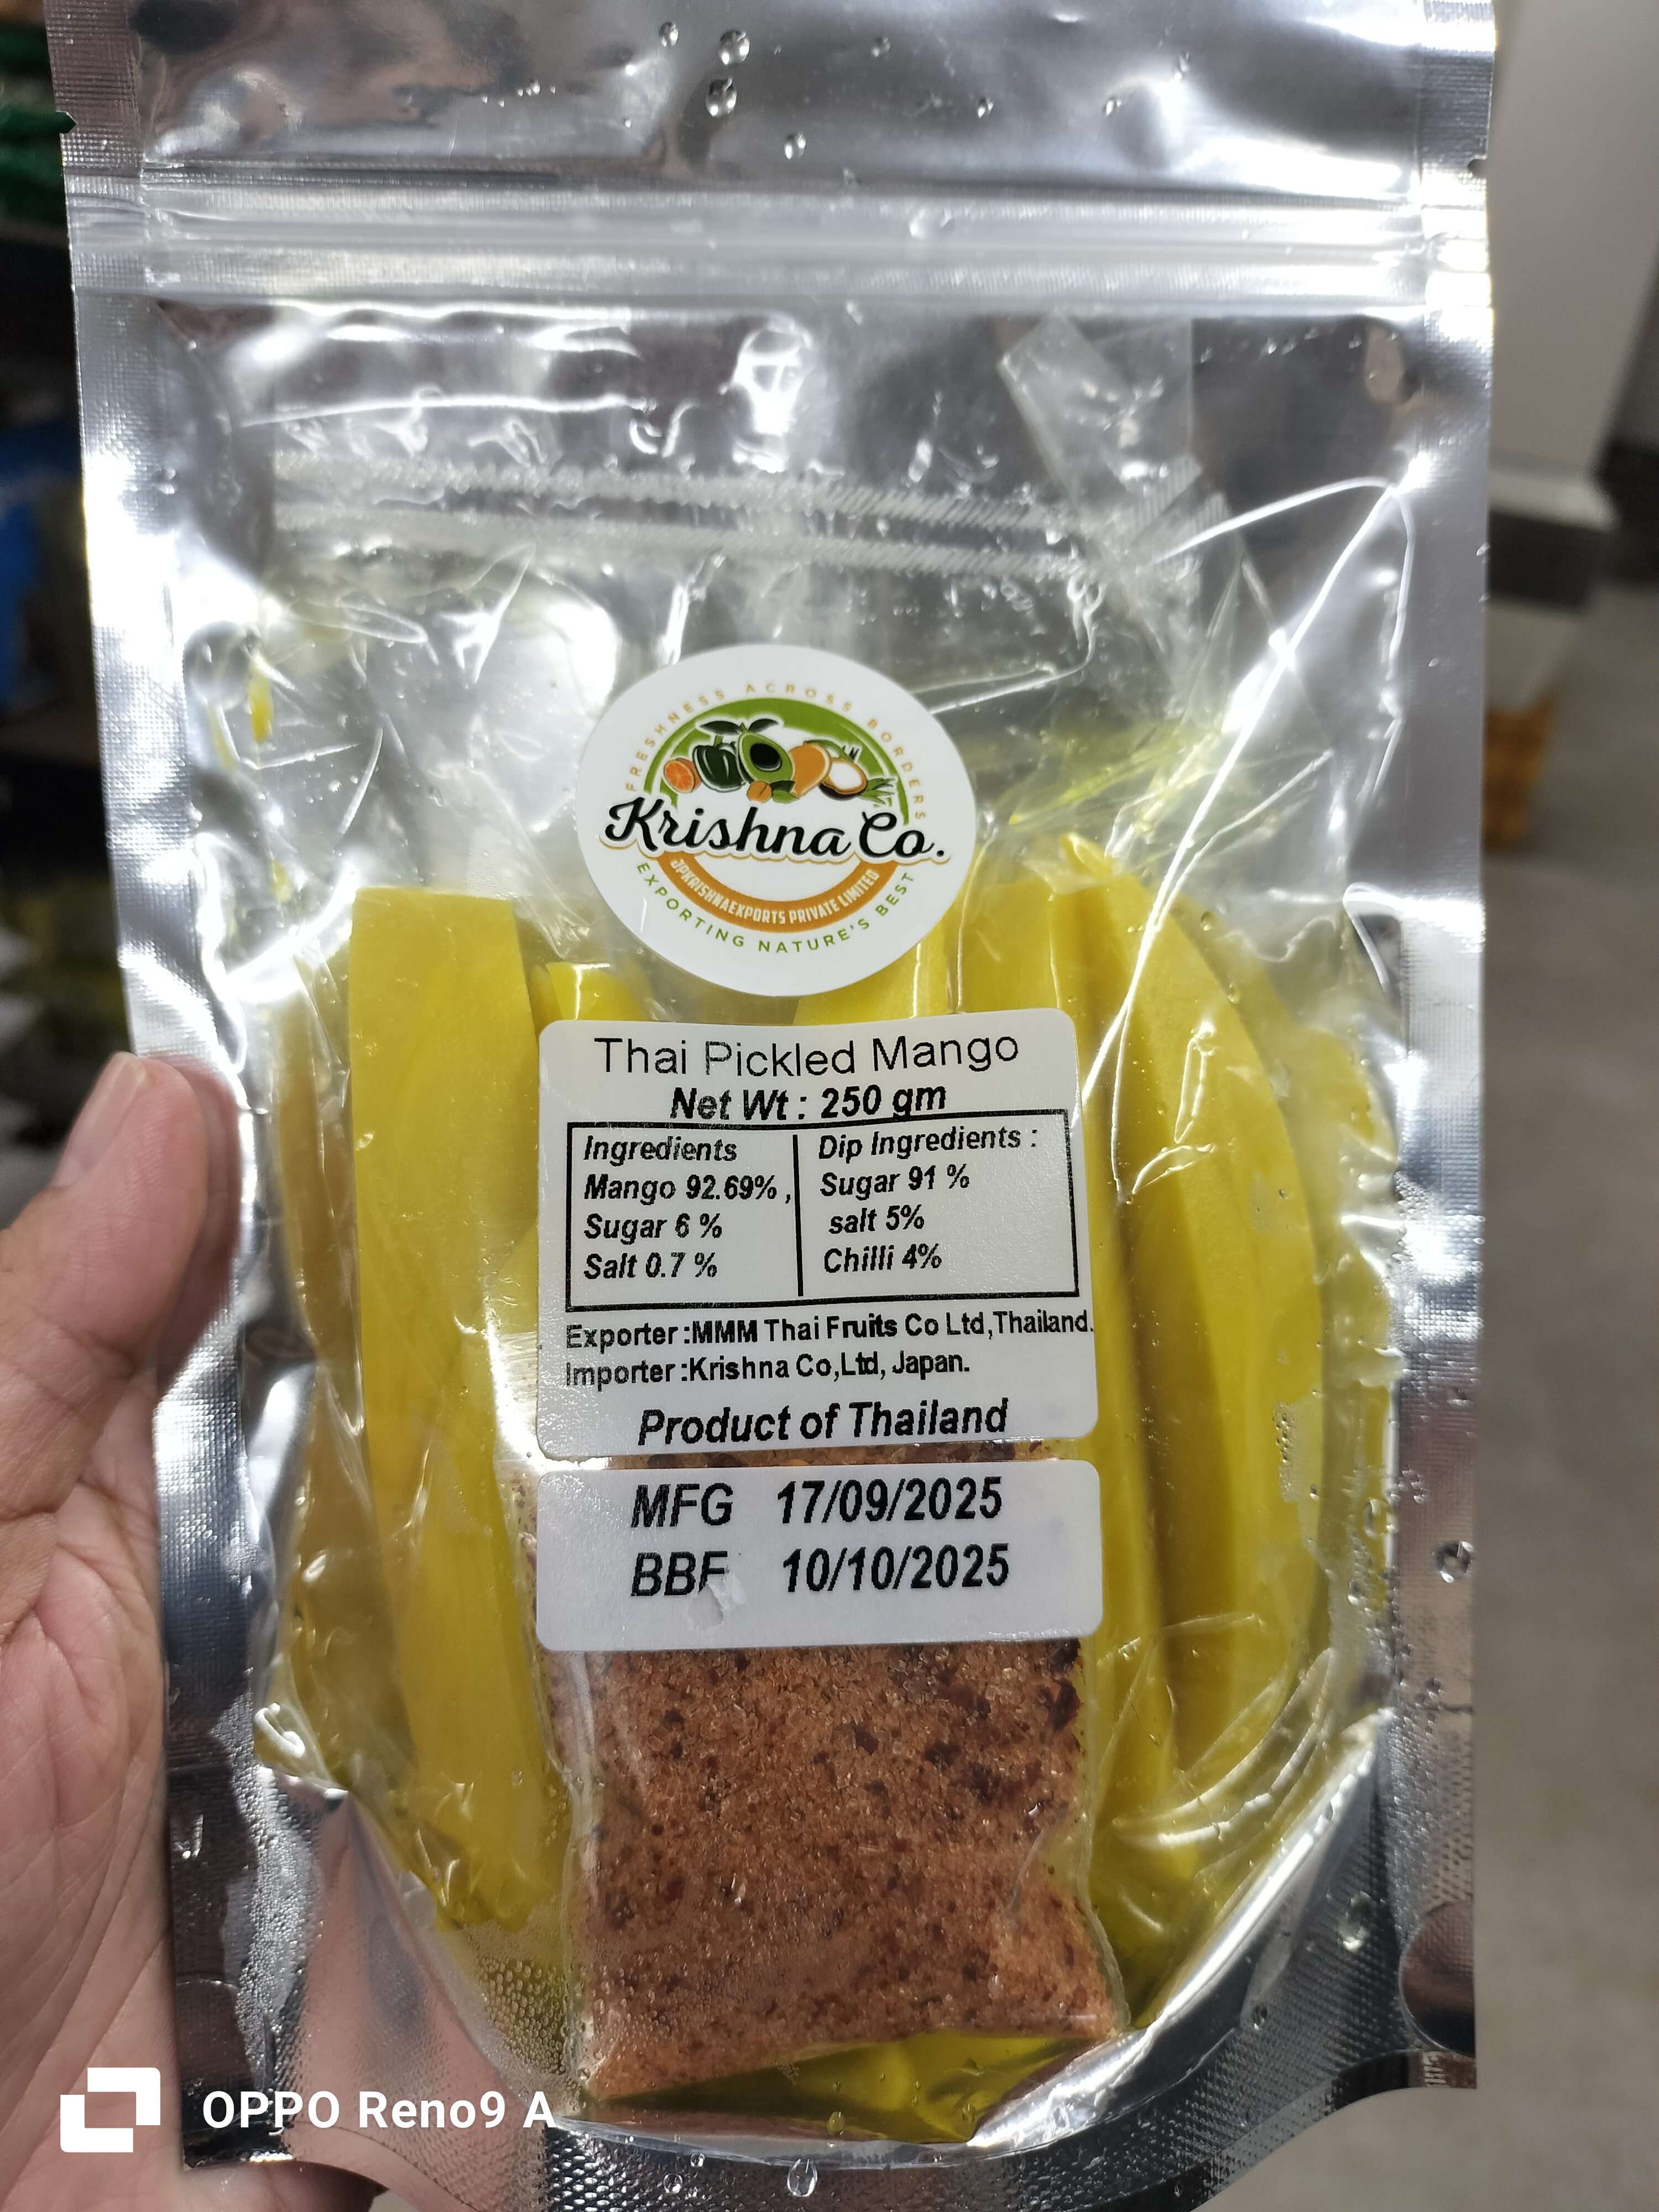 FRESHNESS ACROSS BORDERS
Krishna Co.
JPKRISHNAEXPORTS PRIVATE LIMITED
EXPORTING NATURE'S BEST
Thai Pickled Mango
Net Wt : 250 gm
Ingredients
Mango 92.69% ,
Sugar 6 %
Salt 0.7 %
Dip Ingredients :
Sugar 91 %
salt 5%
Chilli 4%
Exporter :MMM Thai Fruits Co Ltd,Thailand.
Importer :Krishna Co,Ltd, Japan.
Product of Thailand
MFG 17/09/2025
BBF 10/10/2025
OPPO Reno9 A